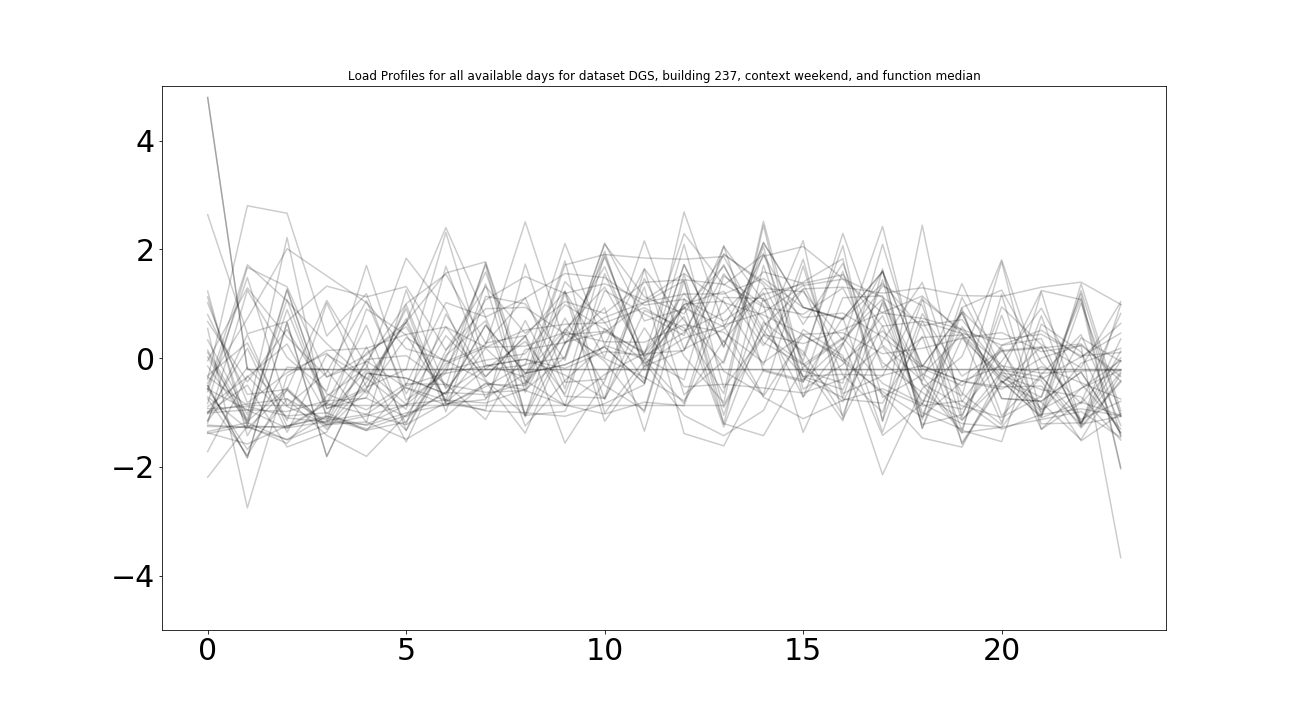 Load Profiles for all available days for dataset DGS, building 237, context weekend, and function median
4
2
0
−2
−4
0 5 10 15 20